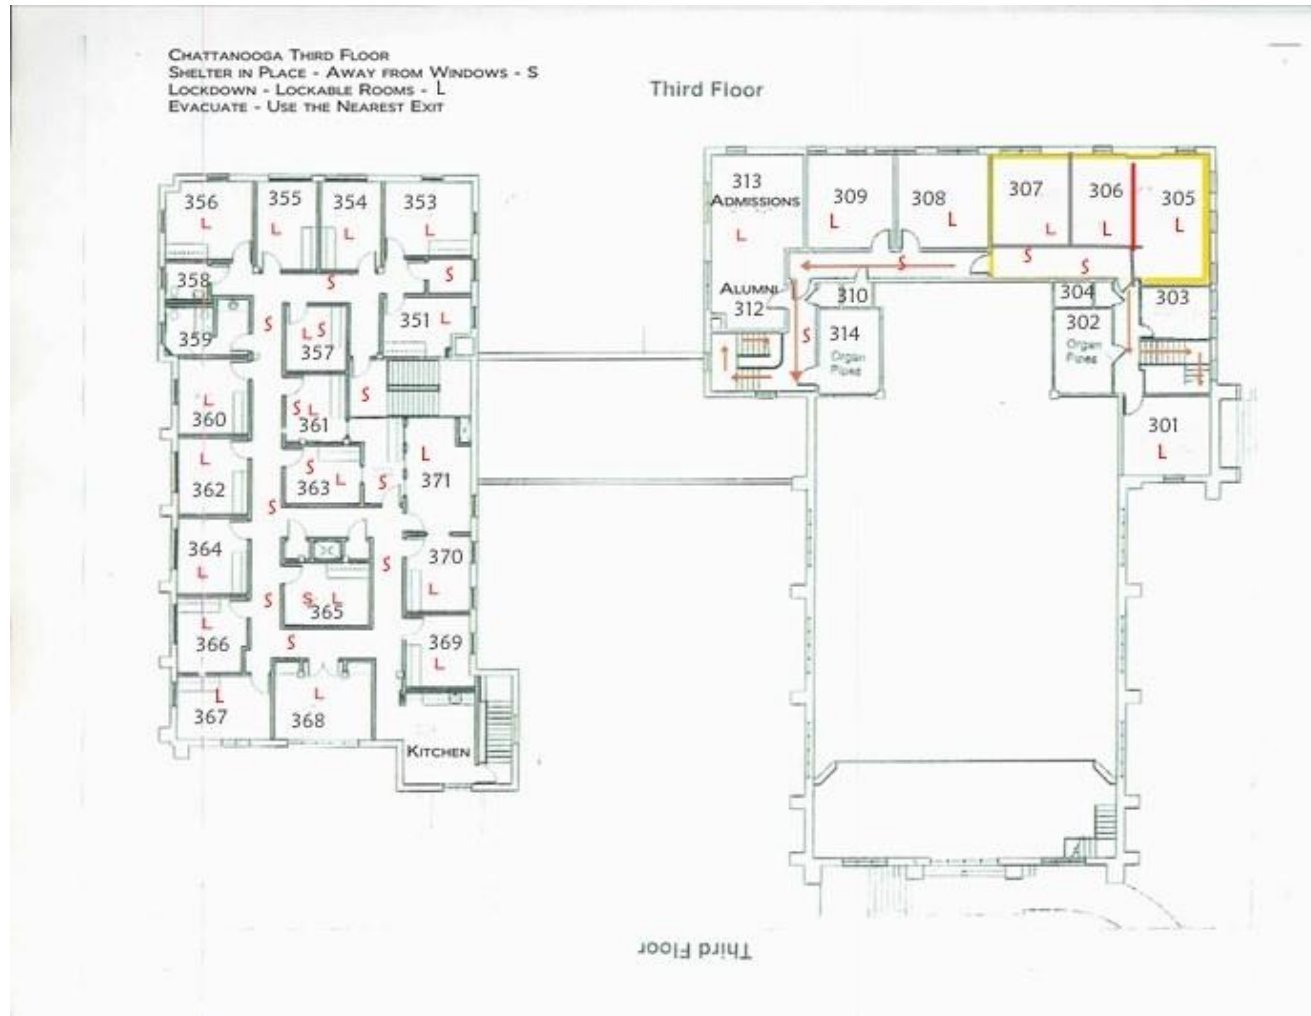 Chattanooga Third Floor
Shelter in Place - Away from Windows - S
Lockdown - Lockable Rooms - L
Evacuate - Use the Nearest Exit
Third Floor
356 L
355 L
354 L
353 L
358
S
S
359
S
L S
357
351 L
360 L
S L
361
S
362 L
S
363 L
S
L
371
S
364 L
S
370 L
S
S L
365
366 L
S
369 L
367 L
368 L
Kitchen
313
Admissions
L
309 L
308 L
307 L
306 L
305 L
S
S
S
Alumni
312
310
S
314
Organ
Pipes
304
302
Organ
Pipes
303
301 L
Third Floor